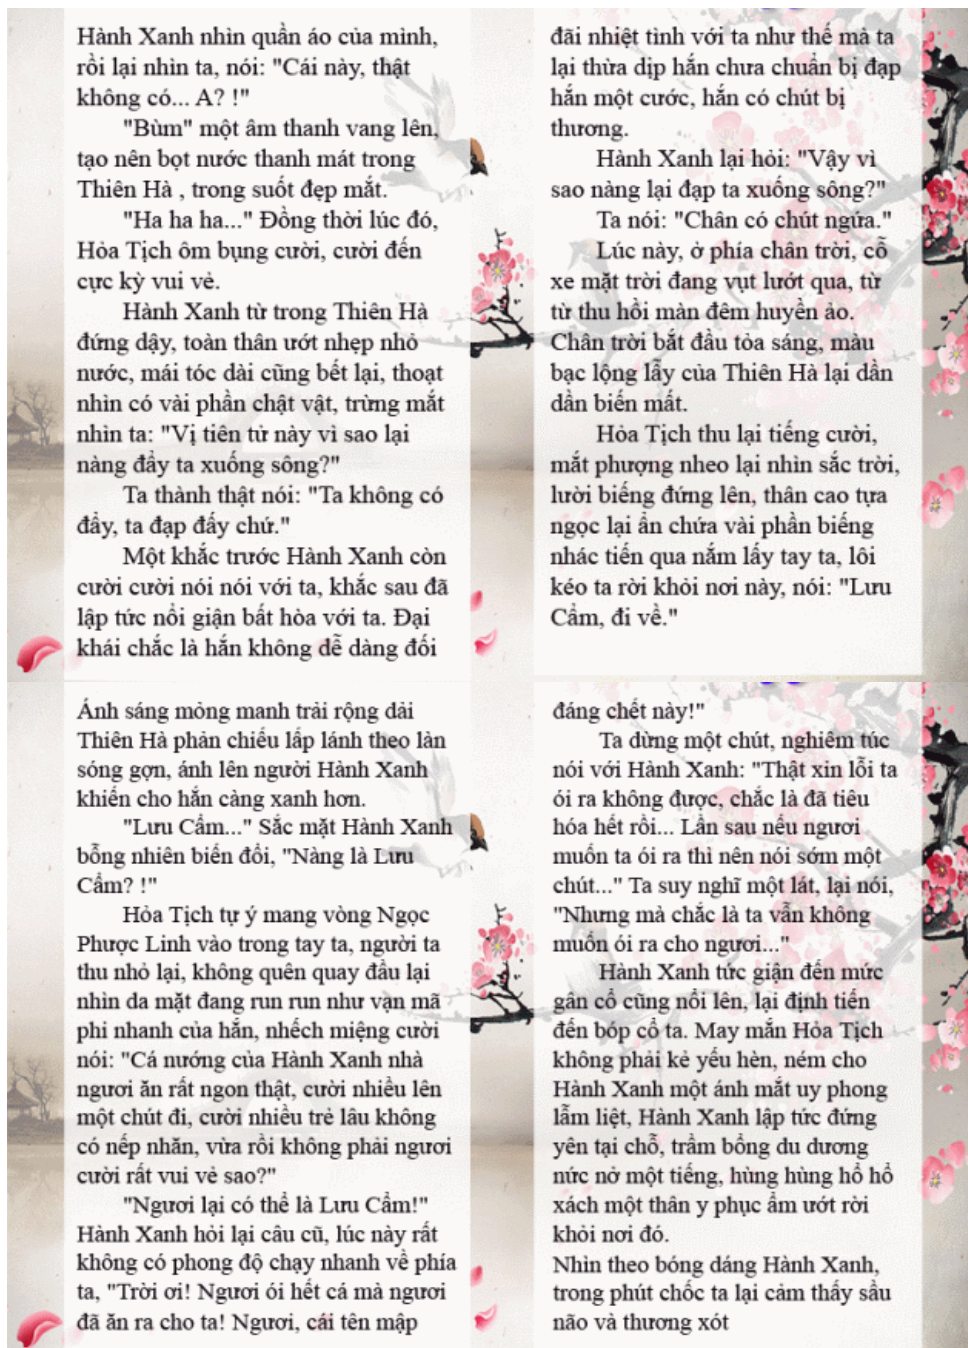 Hành Xanh nhìn quần áo của mình,
rồi lại nhìn ta, nói: "Cái này, thật
không có... A? !"
"Bùm" một âm thanh vang lên,
tạo nên bọt nước thanh mát trong
Thiên Hà , trong suốt đẹp mắt.
"Ha ha ha..." Đồng thời lúc đó,
Hỏa Tịch ôm bụng cười, cười đến
cực kỳ vui vẻ.
Hành Xanh từ trong Thiên Hà
đứng dậy, toàn thân ướt nhẹp nhỏ
nước, mái tóc dài cũng bết lại, thoạt
nhìn có vài phần chật vật, trừng mắt
nhìn ta: "Vị tiên tử này vì sao lại
nàng đẩy ta xuống sông?"
Ta thành thật nói: "Ta không có
đẩy, ta đạp đấy chứ."
Một khắc trước Hành Xanh còn
cười cười nói nói với ta, khắc sau đã
lập tức nổi giận bất hòa với ta. Đại
khái chắc là hắn không dễ dàng đối
đãi nhiệt tình với ta như thế mà ta
lại thừa dịp hắn chưa chuẩn bị đạp
hắn một cước, hắn có chút bị
thương.
Hành Xanh lại hỏi: "Vậy vì
sao nàng lại đạp ta xuống sông?"
Ta nói: "Chân có chút ngứa."
Lúc này, ở phía chân trời, cỗ
xe mặt trời đang vụt lướt qua, từ
từ thu hồi màn đêm huyền ảo.
Chân trời bắt đầu tỏa sáng, màu
bạc lộng lẫy của Thiên Hà lại dần
dần biến mất.
Hỏa Tịch thu lại tiếng cười,
mắt phượng nheo lại nhìn sắc trời,
lười biếng đứng lên, thân cao tựa
ngọc lại ẩn chứa vài phần biếng
nhác tiến qua nắm lấy tay ta, lôi
kéo ta rời khỏi nơi này, nói: "Lưu
Cẩm, đi về."
Ánh sáng mỏng manh trải rộng dải
Thiên Hà phản chiếu lấp lánh theo làn
sóng gợn, ánh lên người Hành Xanh
khiến cho hắn càng xanh hơn.
"Lưu Cẩm..." Sắc mặt Hành Xanh
bỗng nhiên biến đổi, "Nàng là Lưu
Cẩm? !"
Hỏa Tịch tự ý mang vòng Ngọc
Phược Linh vào trong tay ta, người ta
thu nhỏ lại, không quên quay đầu lại
nhìn da mặt đang run run như vạn mã
phi nhanh của hắn, nhếch miệng cười
nói: "Cá nướng của Hành Xanh nhà
ngươi ăn rất ngon thật, cười nhiều lên
một chút đi, cười nhiều trẻ lâu không
có nếp nhăn, vừa rồi không phải ngươi
cười rất vui vẻ sao?"
"Ngươi lại có thể là Lưu Cẩm!"
Hành Xanh hỏi lại câu cũ, lúc này rất
không có phong độ chạy nhanh về phía
ta, "Trời ơi! Ngươi ói hết cá mà ngươi
đã ăn ra cho ta! Ngươi, cái tên mập
đáng chết này!"
Ta dừng một chút, nghiêm túc
nói với Hành Xanh: "Thật xin lỗi ta
ói ra không được, chắc là đã tiêu
hóa hết rồi... Lần sau nếu ngươi
muốn ta ói ra thì nên nói sớm một
chút..." Ta suy nghĩ một lát, lại nói,
"Nhưng mà chắc là ta vẫn không
muốn ói ra cho ngươi..."
Hành Xanh tức giận đến mức
gân cổ cũng nổi lên, lại định tiến
đến bóp cổ ta. May mắn Hỏa Tịch
không phải kẻ yếu hèn, ném cho
Hành Xanh một ánh mắt uy phong
lẫm liệt, Hành Xanh lập tức đứng
yên tại chỗ, trầm bổng du dương
nức nở một tiếng, hùng hùng hổ hổ
xách một thân y phục ẩm ướt rời
khỏi nơi đó.
Nhìn theo bóng dáng Hành Xanh,
trong phút chốc ta lại cảm thấy sầu
não và thương xót